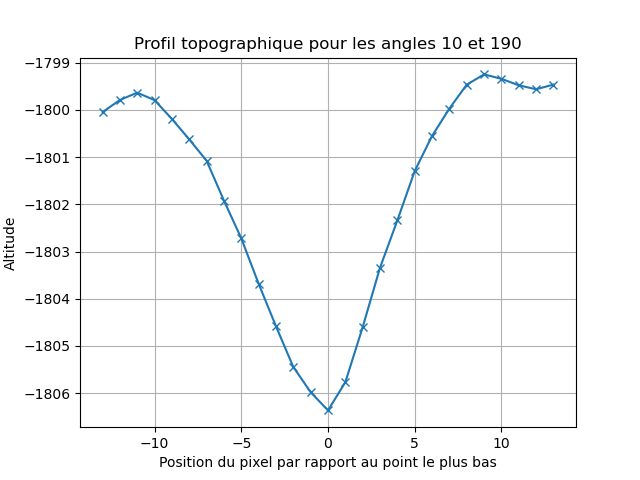 Profil topographique pour les angles 10 et 190
Altitude
−1799
−1800
−1801
−1802
−1803
−1804
−1805
−1806
−10 −5 0 5 10
Position du pixel par rapport au point le plus bas